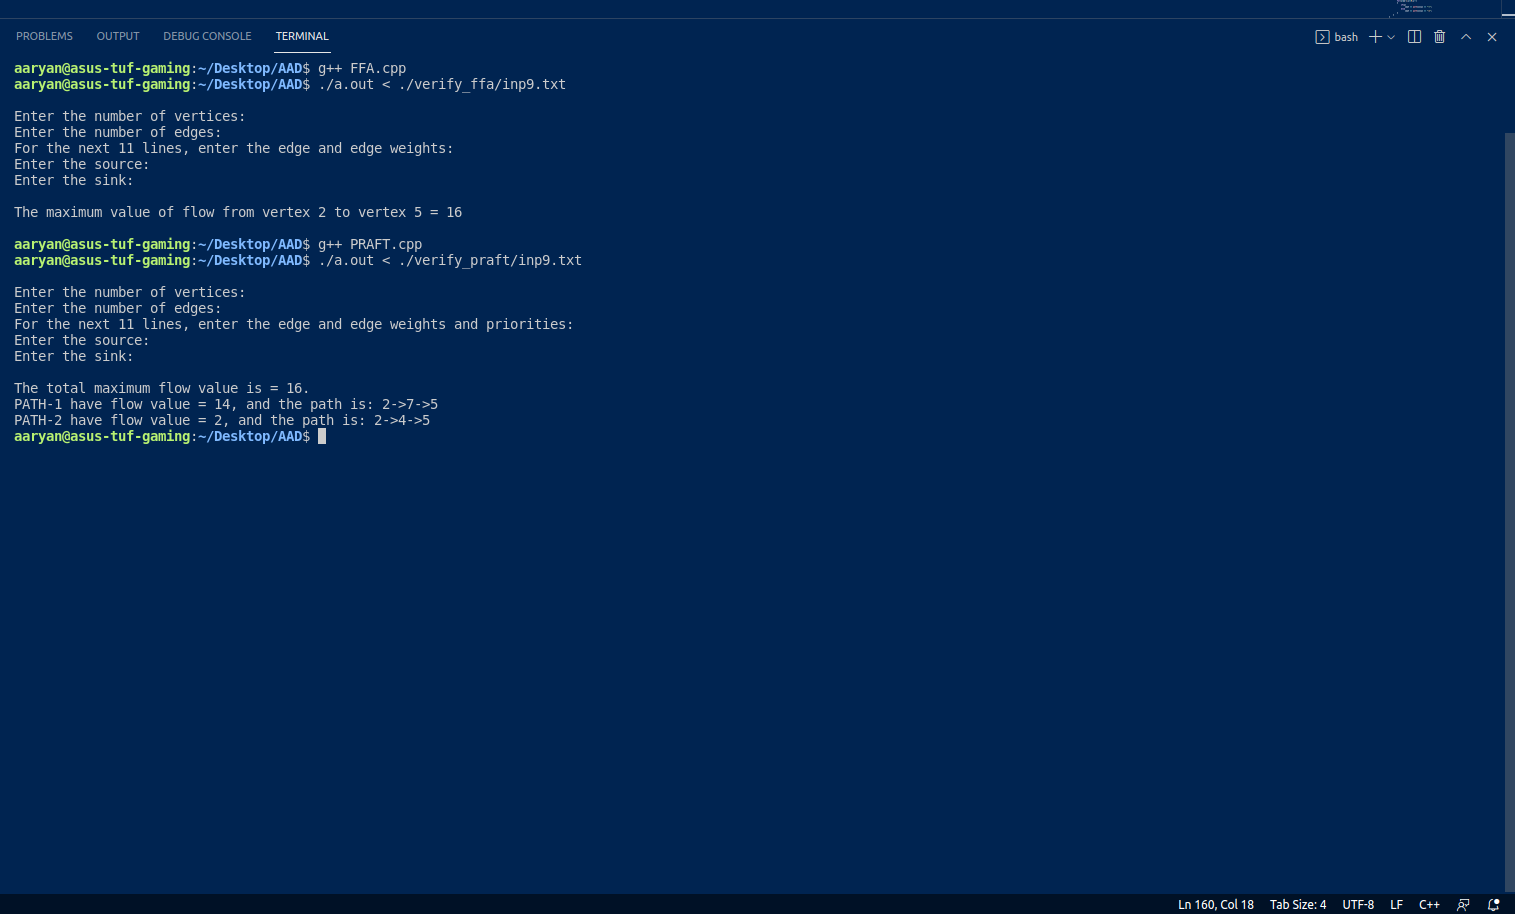 PROBLEMS OUTPUT DEBUG CONSOLE TERMINAL bash
aaryan@asus-tuf-gaming:~/Desktop/AAD$ g++ FFA.cpp
aaryan@asus-tuf-gaming:~/Desktop/AAD$ ./a.out < ./verify_ffa/inp9.txt
Enter the number of vertices:
Enter the number of edges:
For the next 11 lines, enter the edge and edge weights:
Enter the source:
Enter the sink:
The maximum value of flow from vertex 2 to vertex 5 = 16
aaryan@asus-tuf-gaming:~/Desktop/AAD$ g++ PRAFT.cpp
aaryan@asus-tuf-gaming:~/Desktop/AAD$ ./a.out < ./verify_praft/inp9.txt
Enter the number of vertices:
Enter the number of edges:
For the next 11 lines, enter the edge and edge weights and priorities:
Enter the source:
Enter the sink:
The total maximum flow value is = 16.
PATH-1 have flow value = 14, and the path is: 2->7->5
PATH-2 have flow value = 2, and the path is: 2->4->5
aaryan@asus-tuf-gaming:~/Desktop/AAD$
Ln 160, Col 18 Tab Size: 4 UTF-8 LF C++